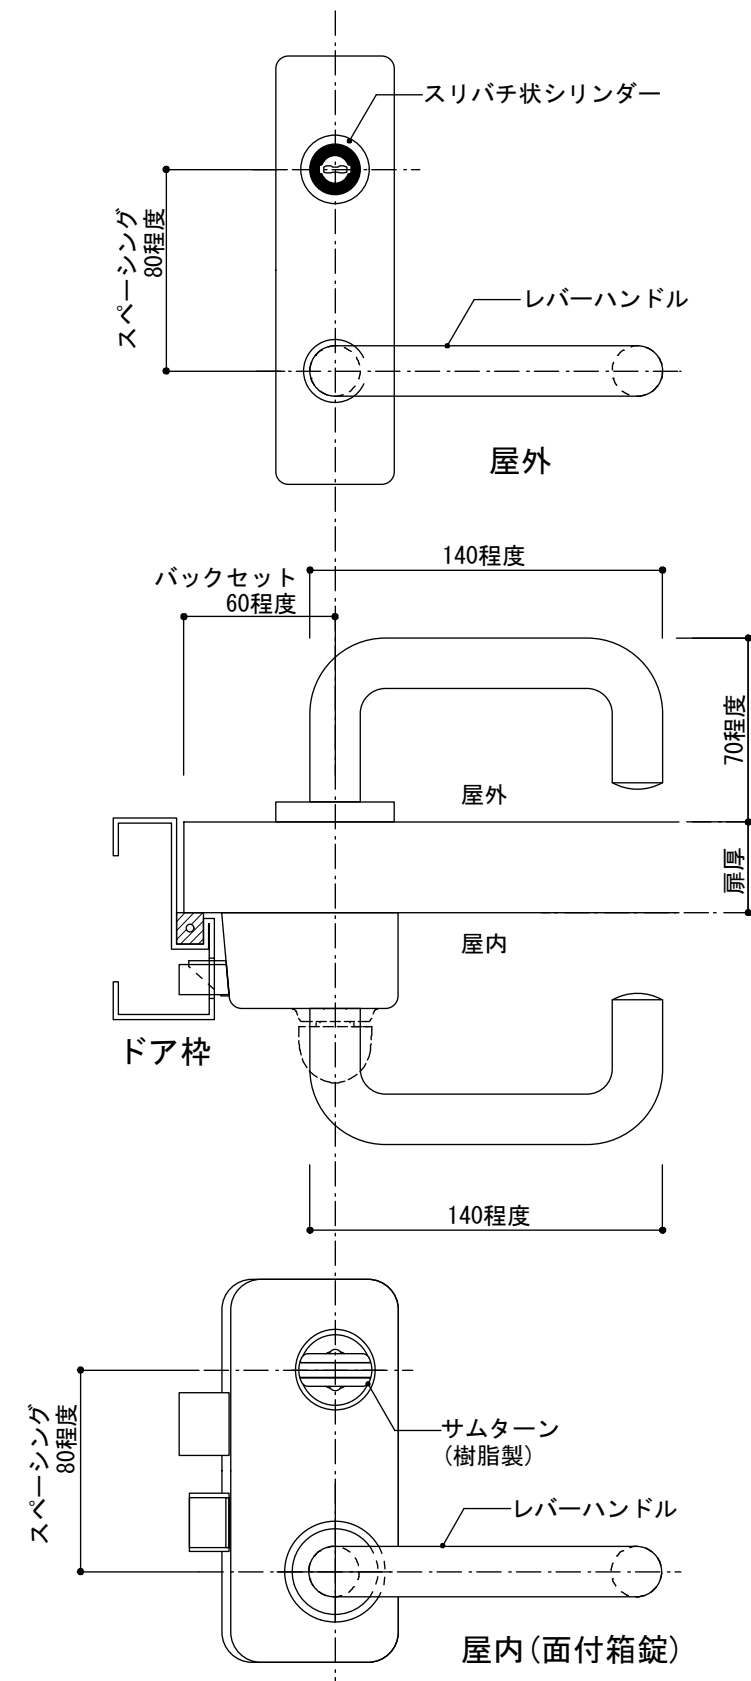 スリバチ状シリンダー
スペーシング
80程度
レバーハンドル
屋外
140程度
バックセット
60程度
70程度
屋外
扉厚
屋内
ドア枠
140程度
スペーシング
80程度
サムターン
(樹脂製)
レバーハンドル
屋内(面付箱錠)